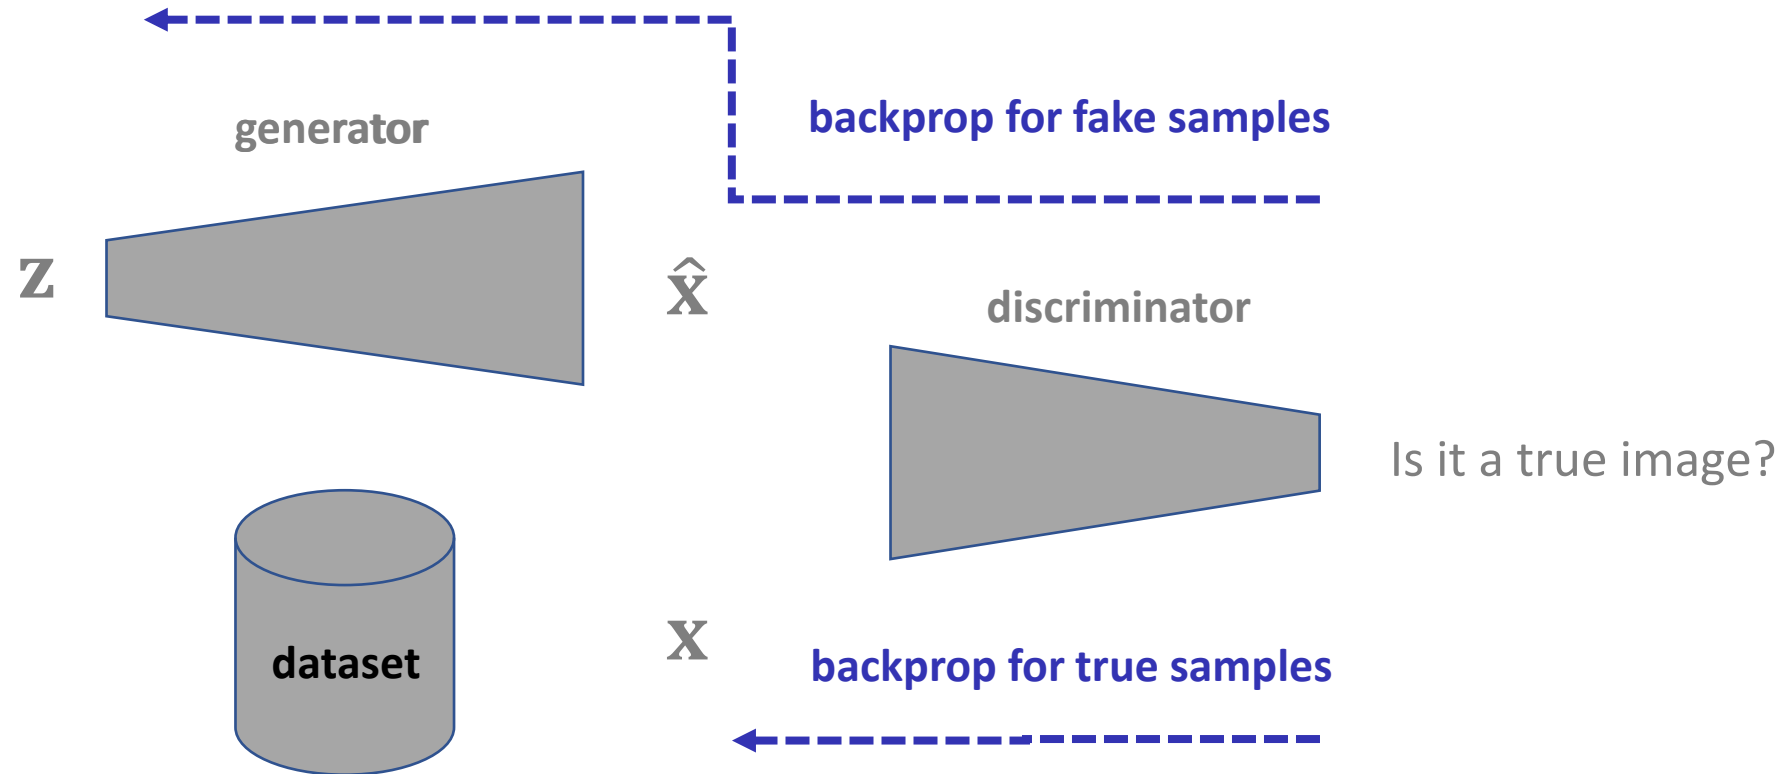 generator
backprop for fake samples
z
x̂
discriminator
Is it a true image?
dataset
x
backprop for true samples